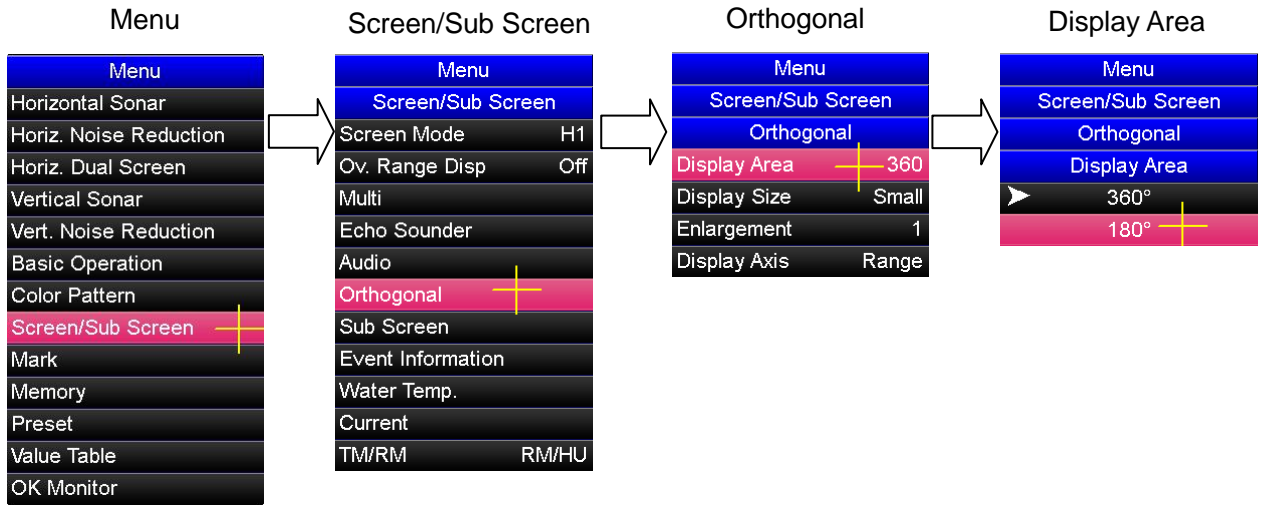 Menu
Menu
Horizontal Sonar
Horiz. Noise Reduction
Horiz. Dual Screen
Vertical Sonar
Vert. Noise Reduction
Basic Operation
Color Pattern
Screen/Sub Screen
Mark
Memory
Preset
Value Table
OK Monitor
Screen/Sub Screen
Menu
Screen/Sub Screen
Screen Mode H1
Ov. Range Disp Off
Multi
Echo Sounder
Audio
Orthogonal
Sub Screen
Event Information
Water Temp.
Current
TM/RM RM/HU
Orthogonal
Menu
Screen/Sub Screen
Orthogonal
Display Area 360
Display Size Small
Enlargement 1
Display Axis Range
Display Area
Menu
Screen/Sub Screen
Orthogonal
Display Area
360°
180°